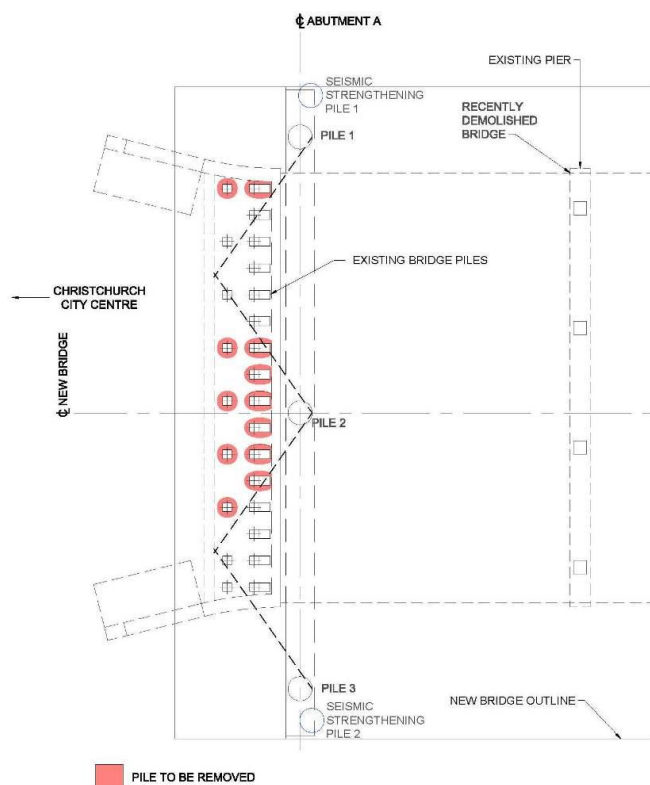 ℄ ABUTMENT A
EXISTING PIER
SEISMIC
STRENGTHENING
PILE 1
RECENTLY
DEMOLISHED
BRIDGE
PILE 1
EXISTING BRIDGE PILES
CHRISTCHURCH
CITY CENTRE
℄ NEW BRIDGE
PILE 2
PILE 3
SEISMIC
STRENGTHENING
PILE 2
NEW BRIDGE OUTLINE
PILE TO BE REMOVED